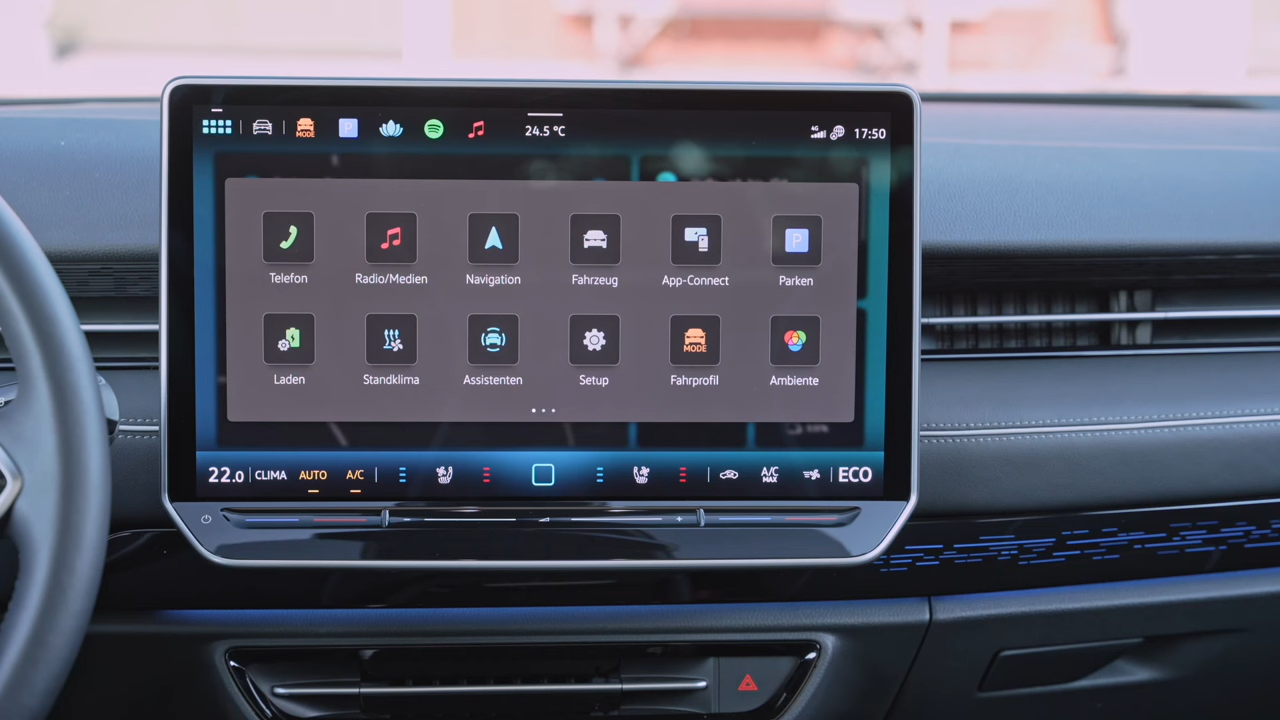 MODE P 24.5 °C 4G 17:50
Telefon Radio/Medien Navigation Fahrzeug App-Connect Parken
P
MODE
Laden Standklima Assistenten Setup Fahrprofil Ambiente
22.0 CLIMA AUTO A/C A/C MAX ECO